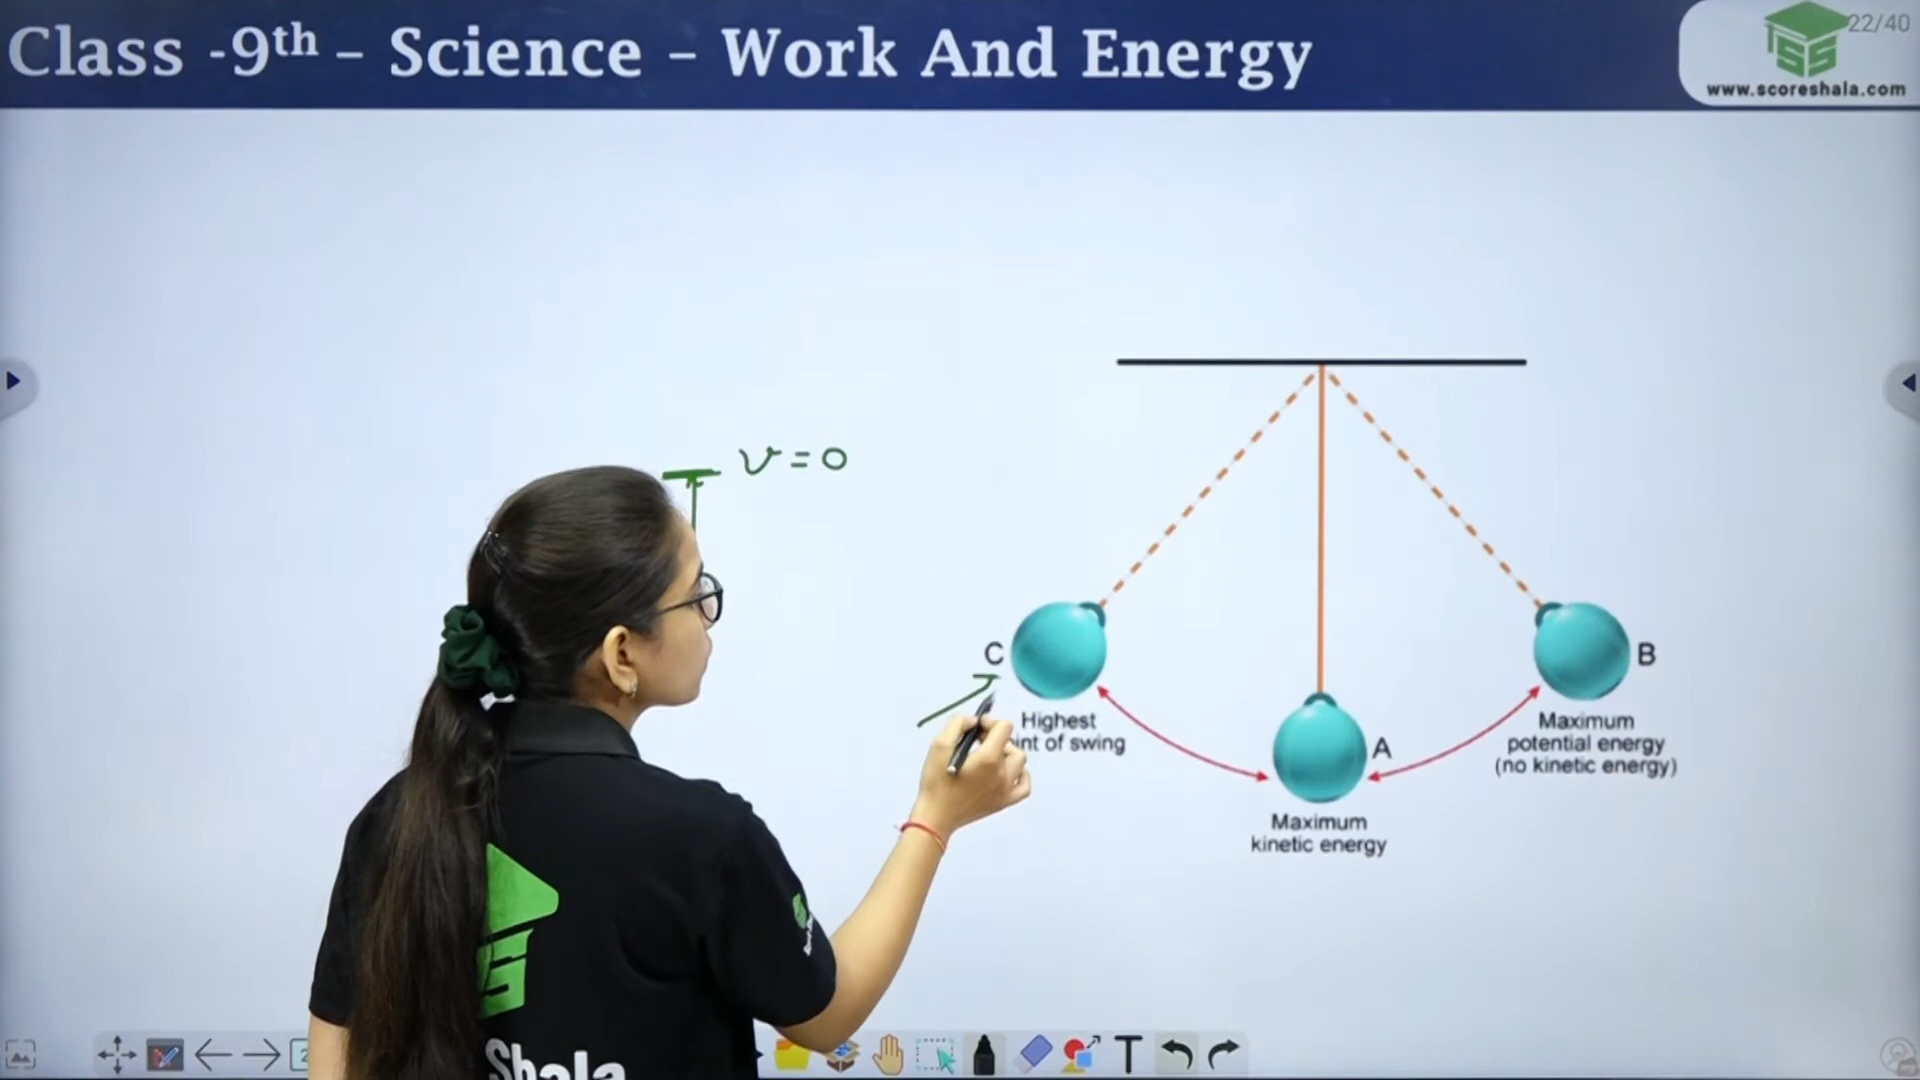 Class -9th – Science – Work And Energy
22/40
www.scoreshala.com
v=0
C
Highest
of swing
A
Maximum
kinetic energy
B
Maximum
potential energy
(no kinetic energy)
Shala
T